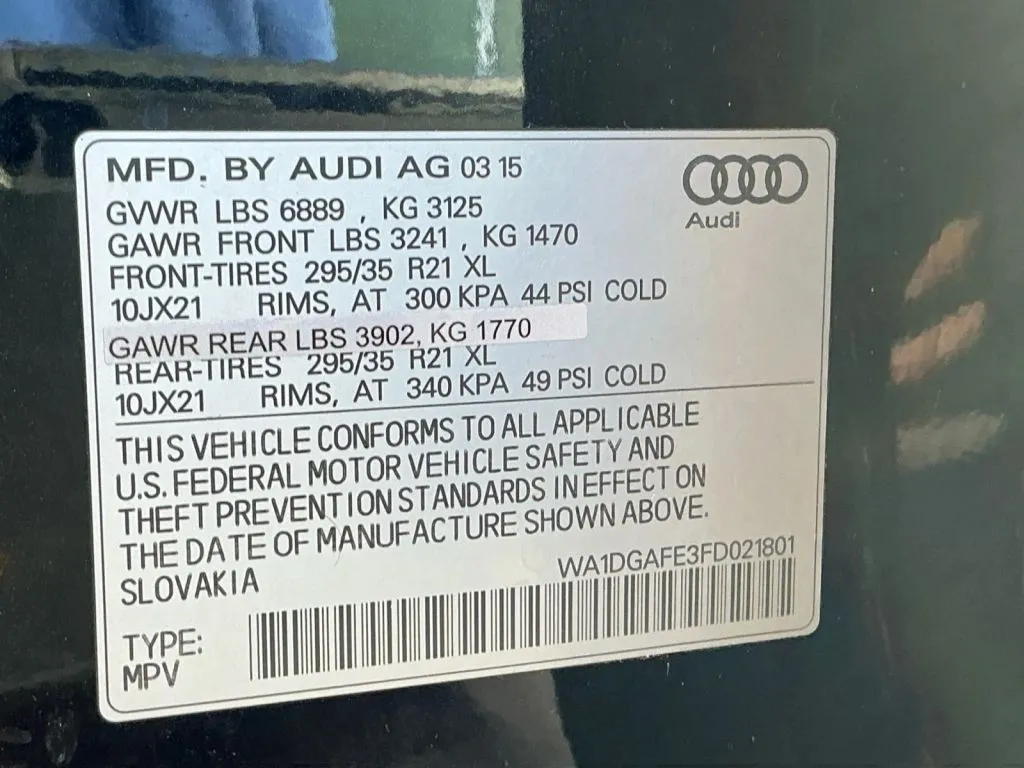 MFD. BY AUDI AG 03 15
Audi
GVWR LBS 6889 , KG 3125
GAWR FRONT LBS 3241 , KG 1470
FRONT-TIRES 295/35 R21 XL
10JX21 RIMS, AT 300 KPA 44 PSI COLD
GAWR REAR LBS 3902, KG 1770
REAR-TIRES 295/35 R21 XL
10JX21 RIMS, AT 340 KPA 49 PSI COLD
THIS VEHICLE CONFORMS TO ALL APPLICABLE
U.S. FEDERAL MOTOR VEHICLE SAFETY AND
THEFT PREVENTION STANDARDS IN EFFECT ON
THE DATE OF MANUFACTURE SHOWN ABOVE.
SLOVAKIA
WA1DGAFE3FD021801
TYPE:
MPV